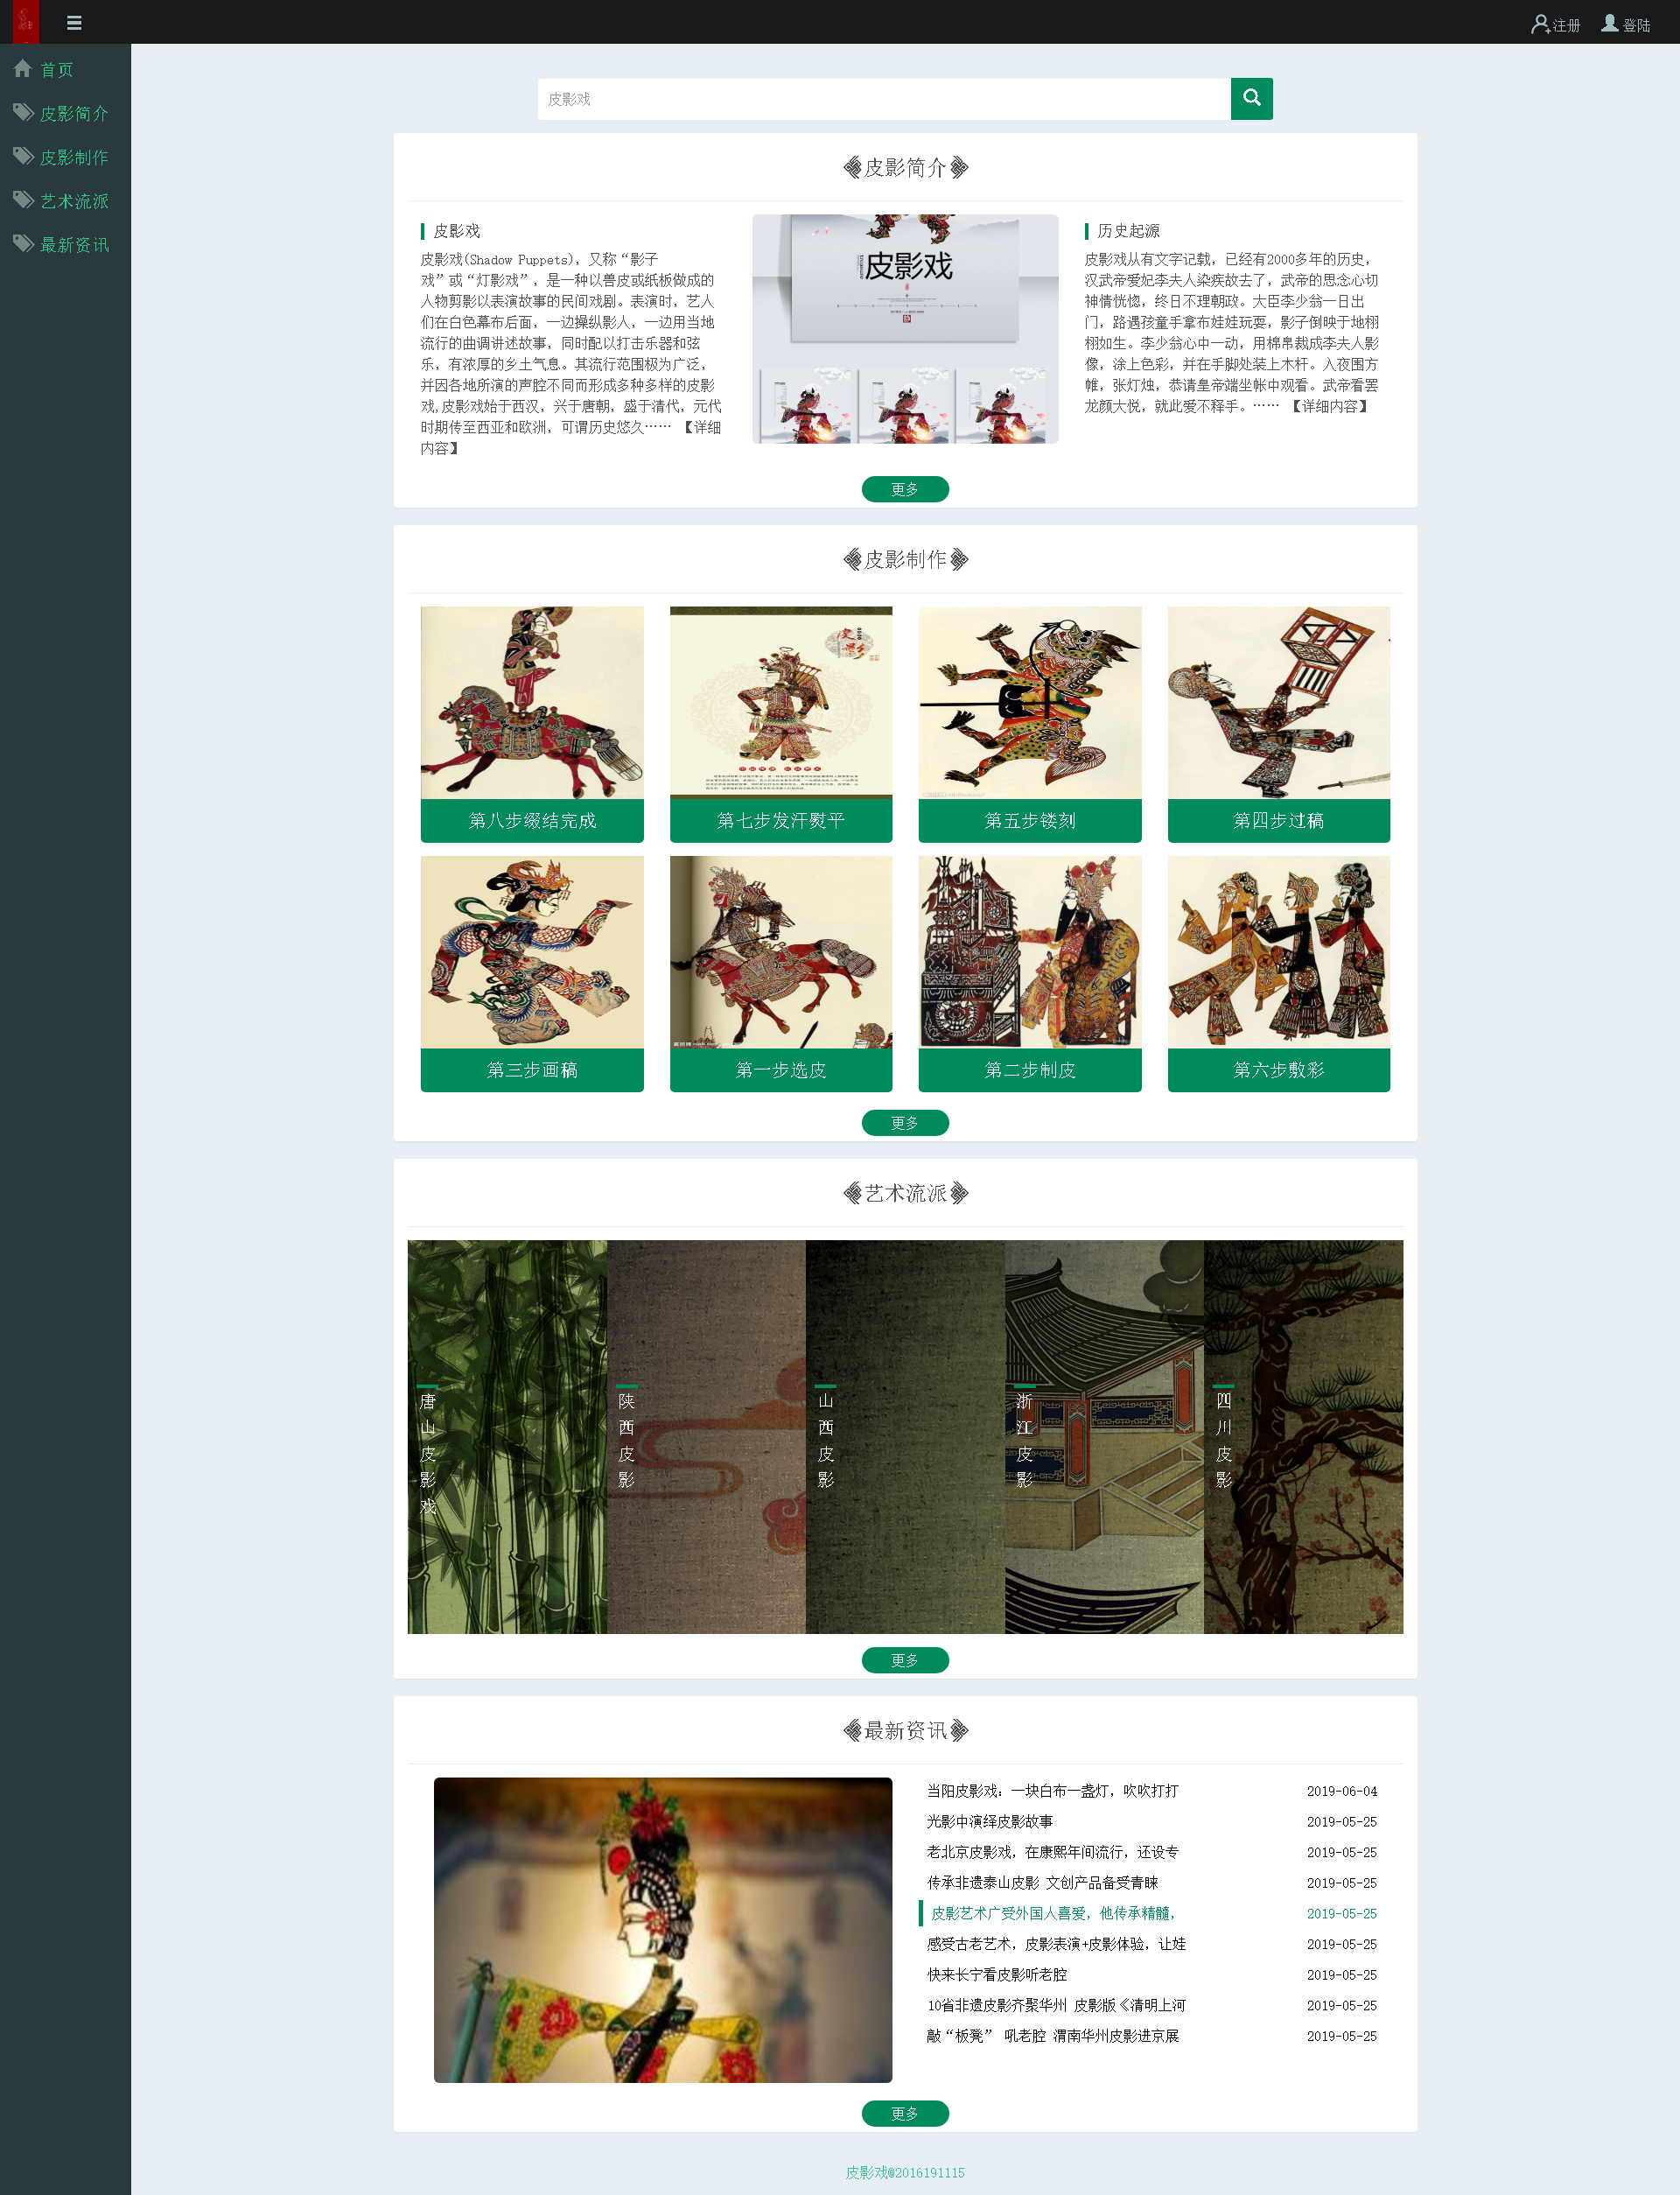 注册 登陆
首页
皮影简介
皮影制作
艺术流派
最新资讯
皮影戏
皮影简介
皮影戏
皮影戏(Shadow Puppets)，又称“影子
戏”或“灯影戏”，是一种以兽皮或纸板做成的
人物剪影以表演故事的民间戏剧。表演时，艺人
们在白色幕布后面，一边操纵影人，一边用当地
流行的曲调讲述故事，同时配以打击乐器和弦
乐，有浓厚的乡土气息。其流行范围极为广泛，
并因各地所演的声腔不同而形成多种多样的皮影
戏,皮影戏始于西汉，兴于唐朝，盛于清代，元代
时期传至西亚和欧洲，可谓历史悠久…… 【详细
内容】
皮影戏
历史起源
皮影戏从有文字记载，已经有2000多年的历史，
汉武帝爱妃李夫人染疾故去了，武帝的思念心切
神情恍惚，终日不理朝政。大臣李少翁一日出
门，路遇孩童手拿布娃娃玩耍，影子倒映于地栩
栩如生。李少翁心中一动，用棉帛裁成李夫人影
像，涂上色彩，并在手脚处装上木杆。入夜围方
帷，张灯烛，恭请皇帝端坐帐中观看。武帝看罢
龙颜大悦，就此爱不释手。…… 【详细内容】
更多
皮影制作
第八步缀结完成
第七步发汗熨平
第五步镂刻
第四步过稿
第三步画稿
第一步选皮
第二步制皮
第六步敷彩
更多
艺术流派
唐山皮影戏
陕西皮影
山西皮影
浙江皮影
四川皮影
更多
最新资讯
当阳皮影戏：一块白布一盏灯，吹吹打打 2019-06-04
光影中演绎皮影故事 2019-05-25
老北京皮影戏，在康熙年间流行，还设专 2019-05-25
传承非遗泰山皮影 文创产品备受青睐 2019-05-25
皮影艺术广受外国人喜爱，他传承精髓， 2019-05-25
感受古老艺术，皮影表演+皮影体验，让娃 2019-05-25
快来长宁看皮影听老腔 2019-05-25
10省非遗皮影齐聚华州 皮影版《清明上河 2019-05-25
敲“板凳” 吼老腔 渭南华州皮影进京展 2019-05-25
更多
皮影戏@2016191115